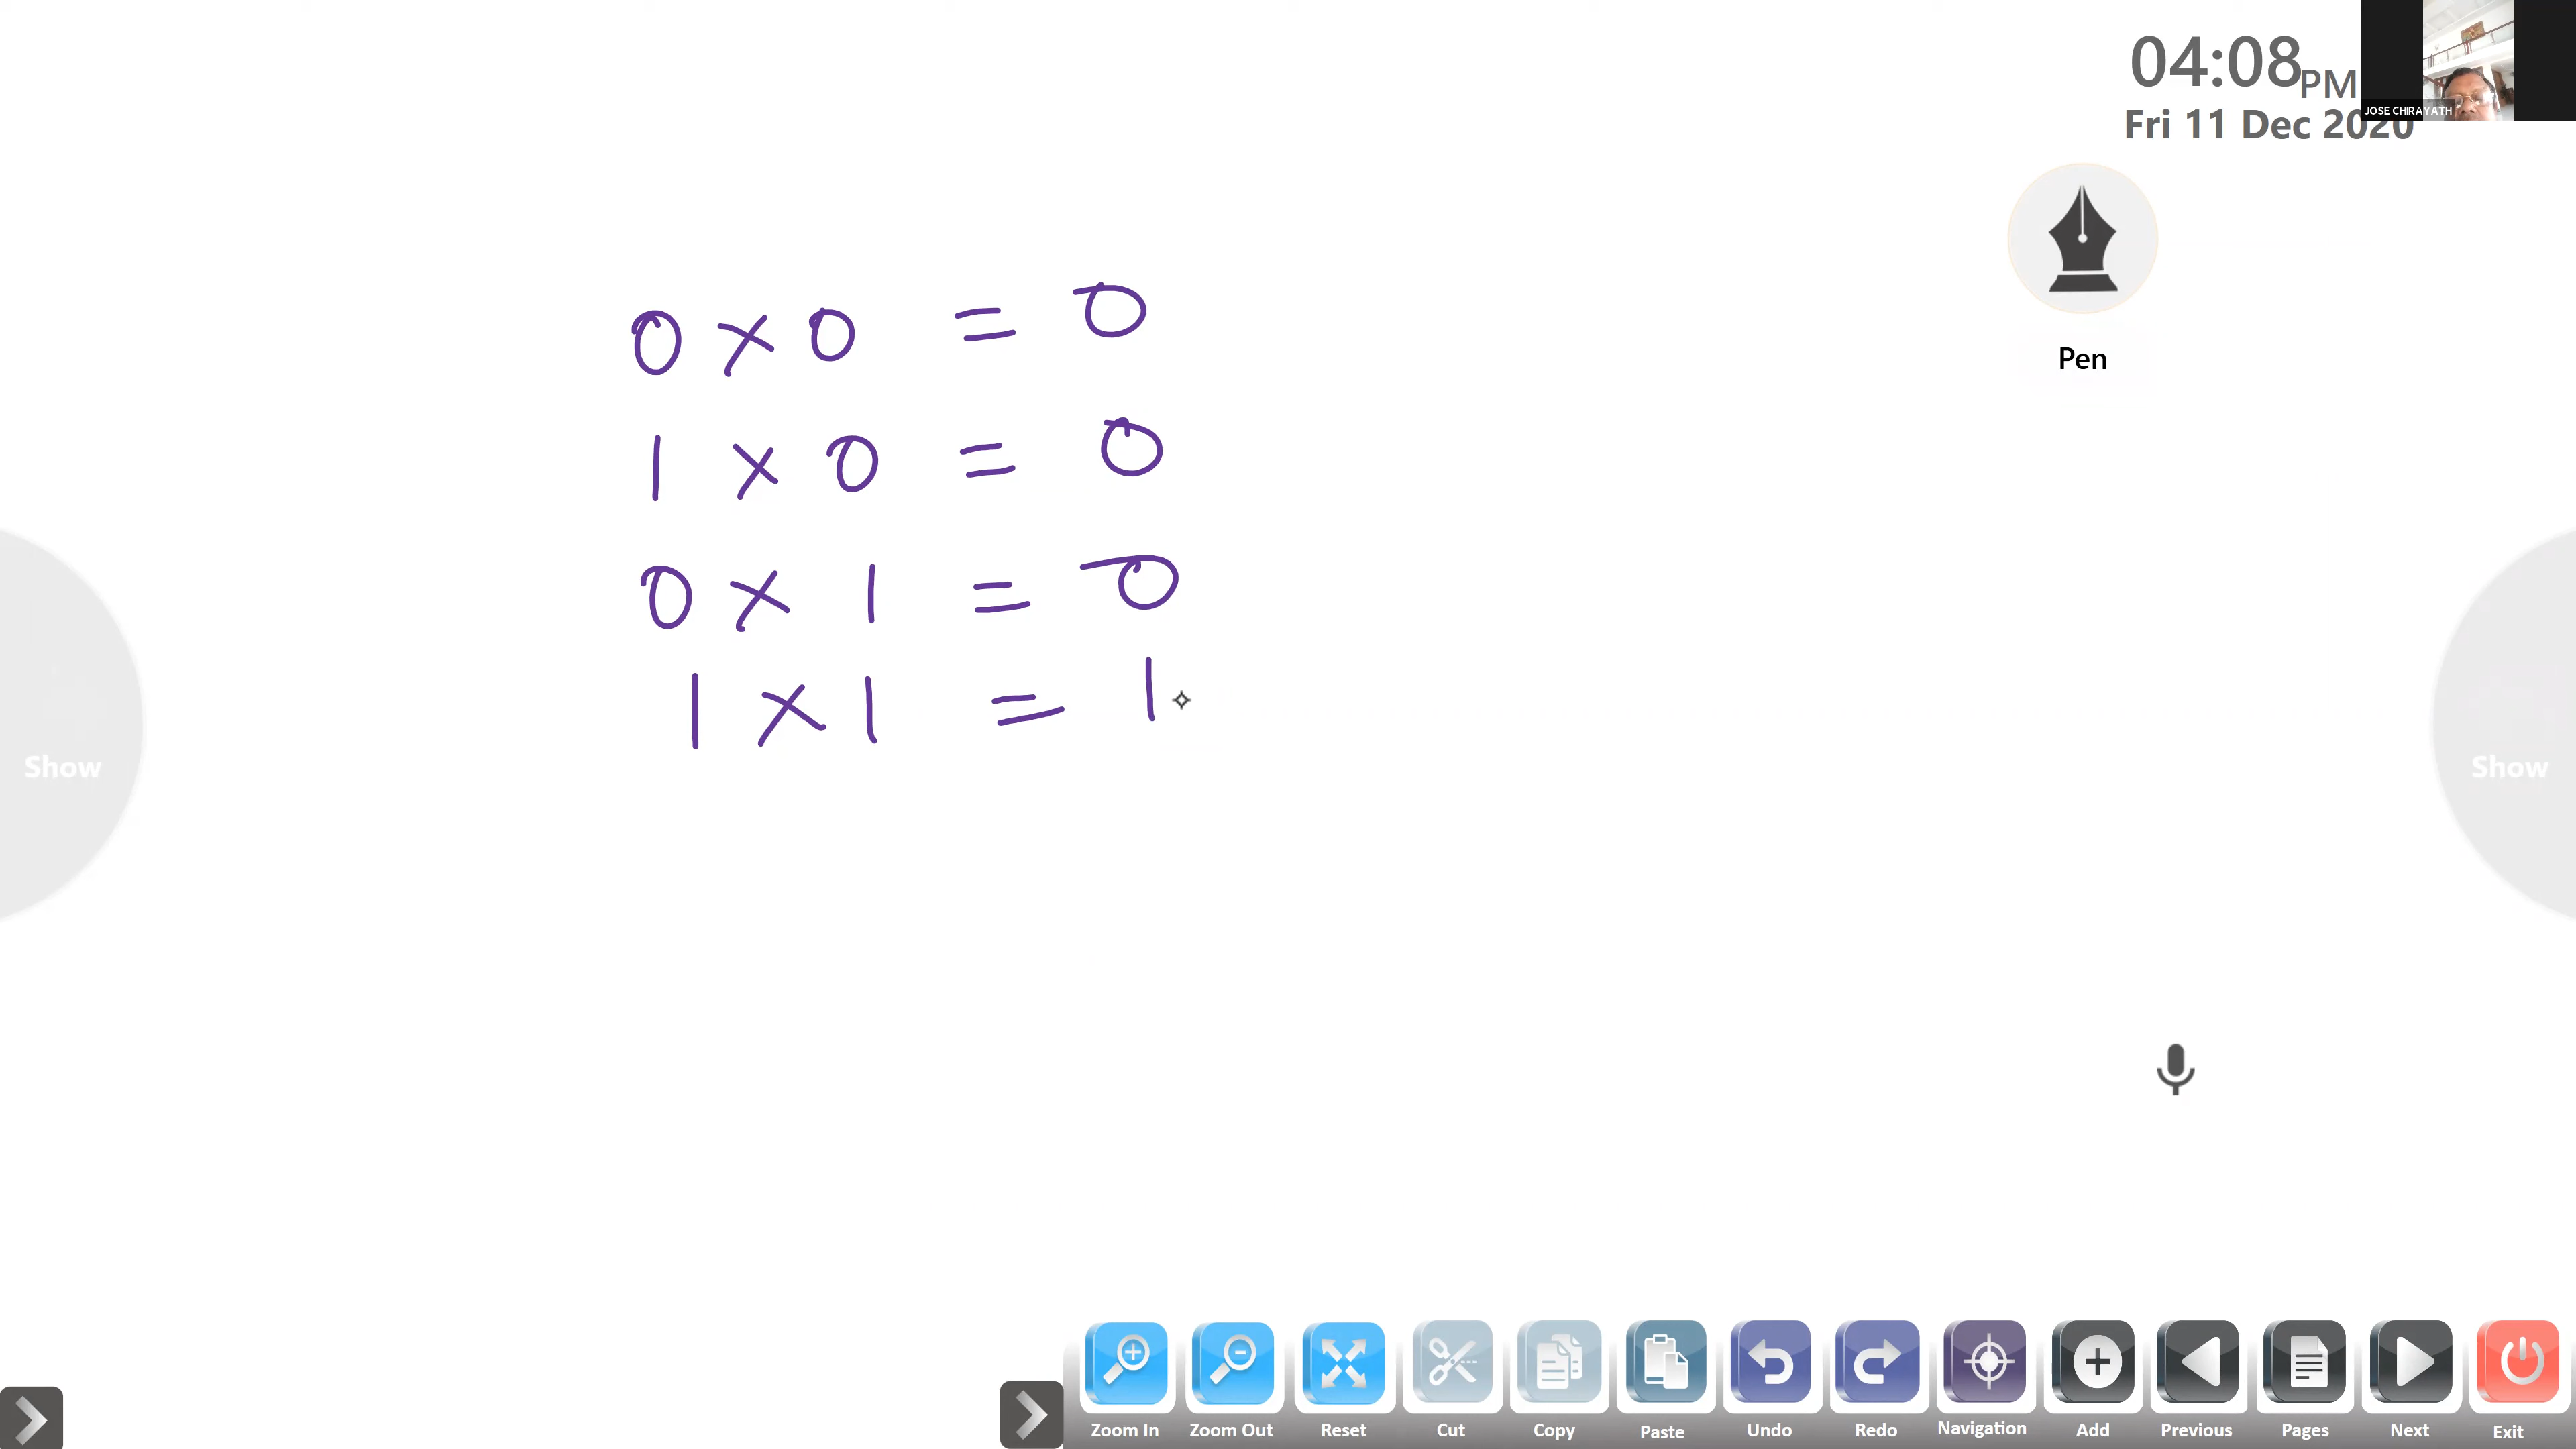 04:08 PM
JOSE CHIRAYATH
Fri 11 Dec 2020
Pen
0 × 0 = 0
1 × 0 = 0
0 × 1 = 0
1 × 1 = 1
Show
Show
Zoom In Zoom Out Reset Cut Copy Paste Undo Redo Navigation Add Previous Pages Next Exit